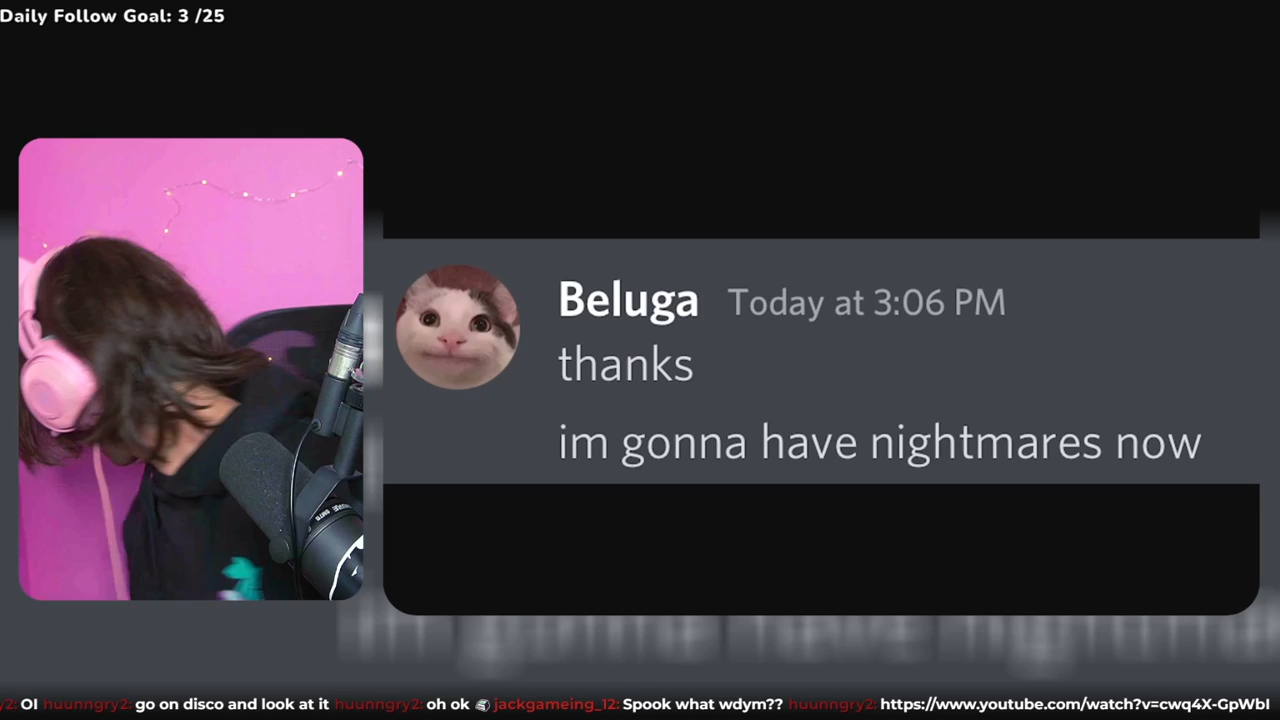 Daily Follow Goal: 3 /25
Beluga Today at 3:06 PM
thanks
im gonna have nightmares now
y2: OI huunngry2: go on disco and look at it huunngry2: oh ok jackgameing_12: Spook what wdym?? huunngry2: https://www.youtube.com/watch?v=cwq4X-GpWbI